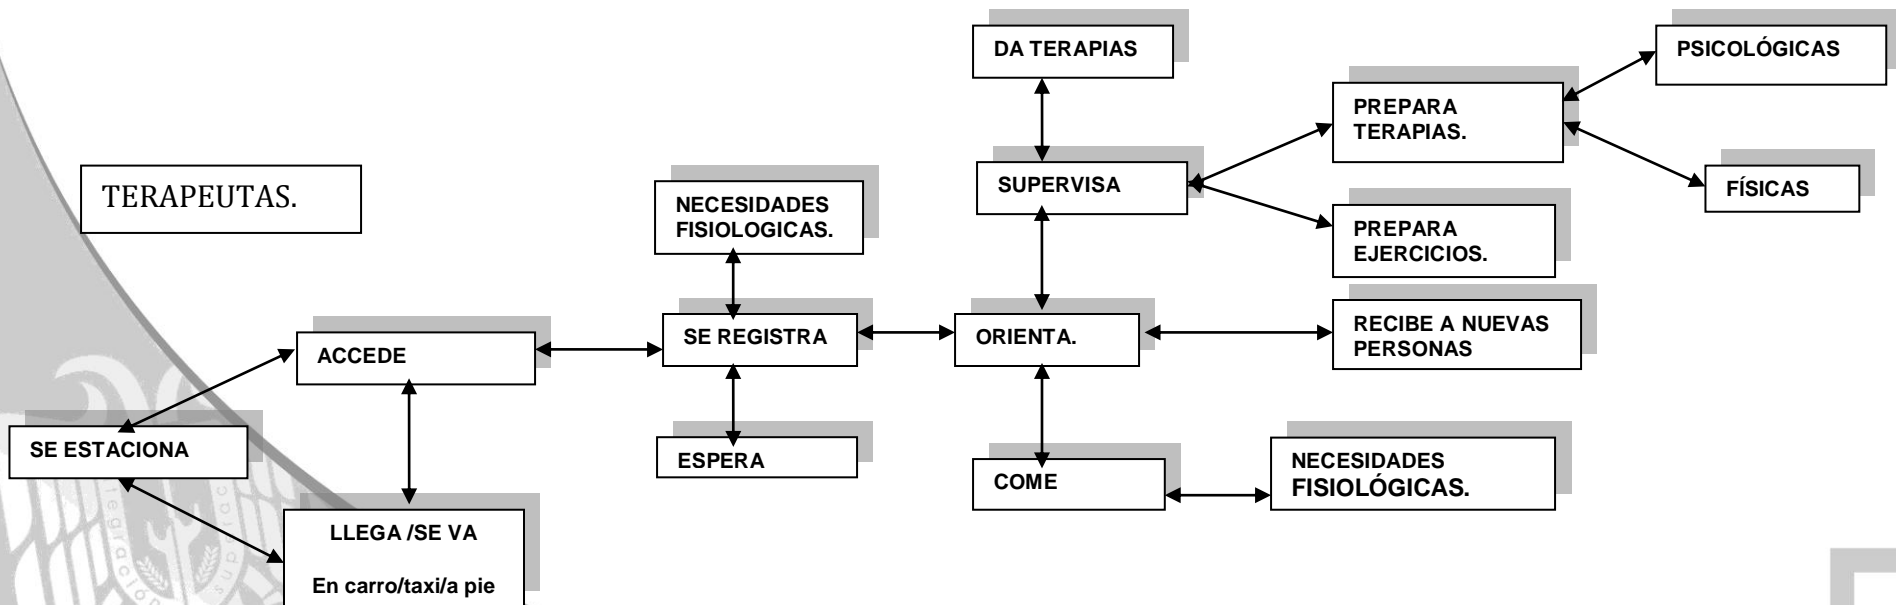 DA TERAPIAS
PSICOLÓGICAS
PREPARA
TERAPIAS.
TERAPEUTAS.
SUPERVISA
FÍSICAS
NECESIDADES
FISIOLOGICAS.
PREPARA
EJERCICIOS.
SE REGISTRA
ORIENTA.
RECIBE A NUEVAS
PERSONAS
ACCEDE
SE ESTACIONA
ESPERA
COME
NECESIDADES
FISIOLÓGICAS.
LLEGA /SE VA
En carro/taxi/a pie